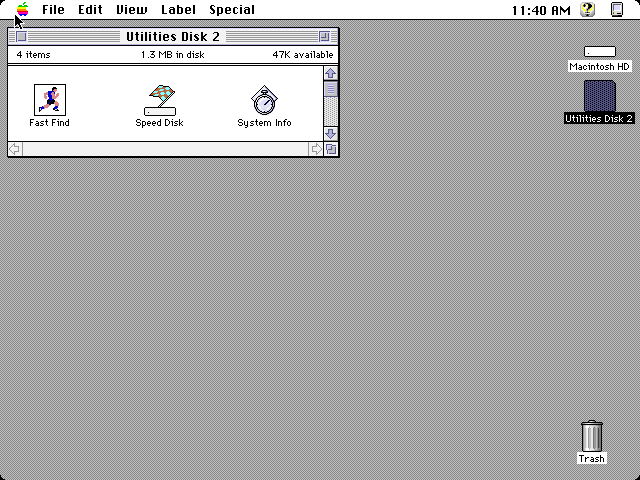 File Edit View Label Special 11:40 AM
Utilities Disk 2
4 items 1.3 MB in disk 47K available
Fast Find Speed Disk System Info
Macintosh HD
Utilities Disk 2
Trash